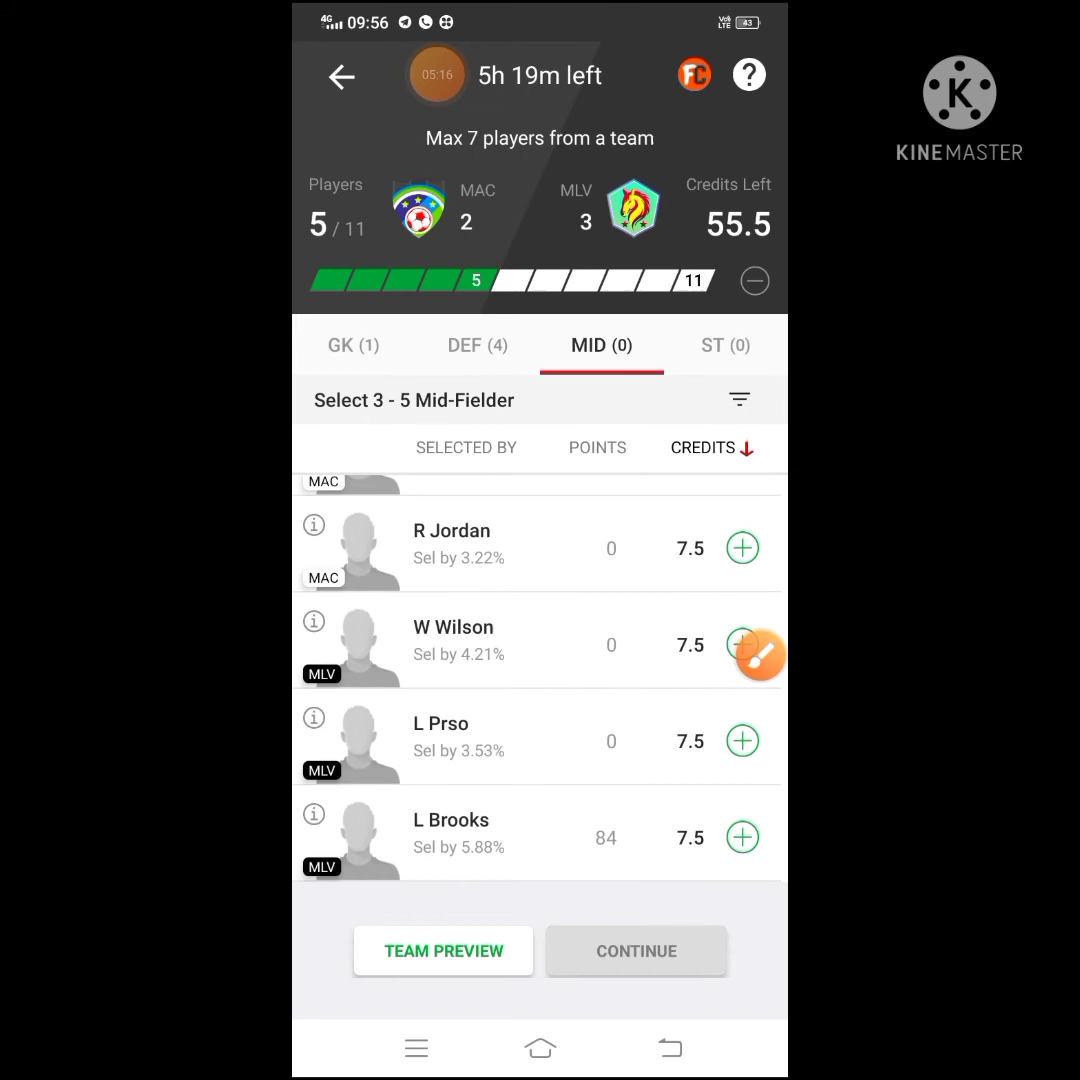 4G 09:56 Vo) LTE 43
05:16 5h 19m left FC ?
K
KINEMASTER
Max 7 players from a team
Players MAC MLV Credits Left
5 / 11 2 3 55.5
5 11
GK (1) DEF (4) MID (0) ST (0)
Select 3 - 5 Mid-Fielder
SELECTED BY POINTS CREDITS
MAC
R Jordan
Sel by 3.22% 0 7.5
MAC
W Wilson
Sel by 4.21% 0 7.5
MLV
L Prso
Sel by 3.53% 0 7.5
MLV
L Brooks
Sel by 5.88% 84 7.5
MLV
TEAM PREVIEW CONTINUE